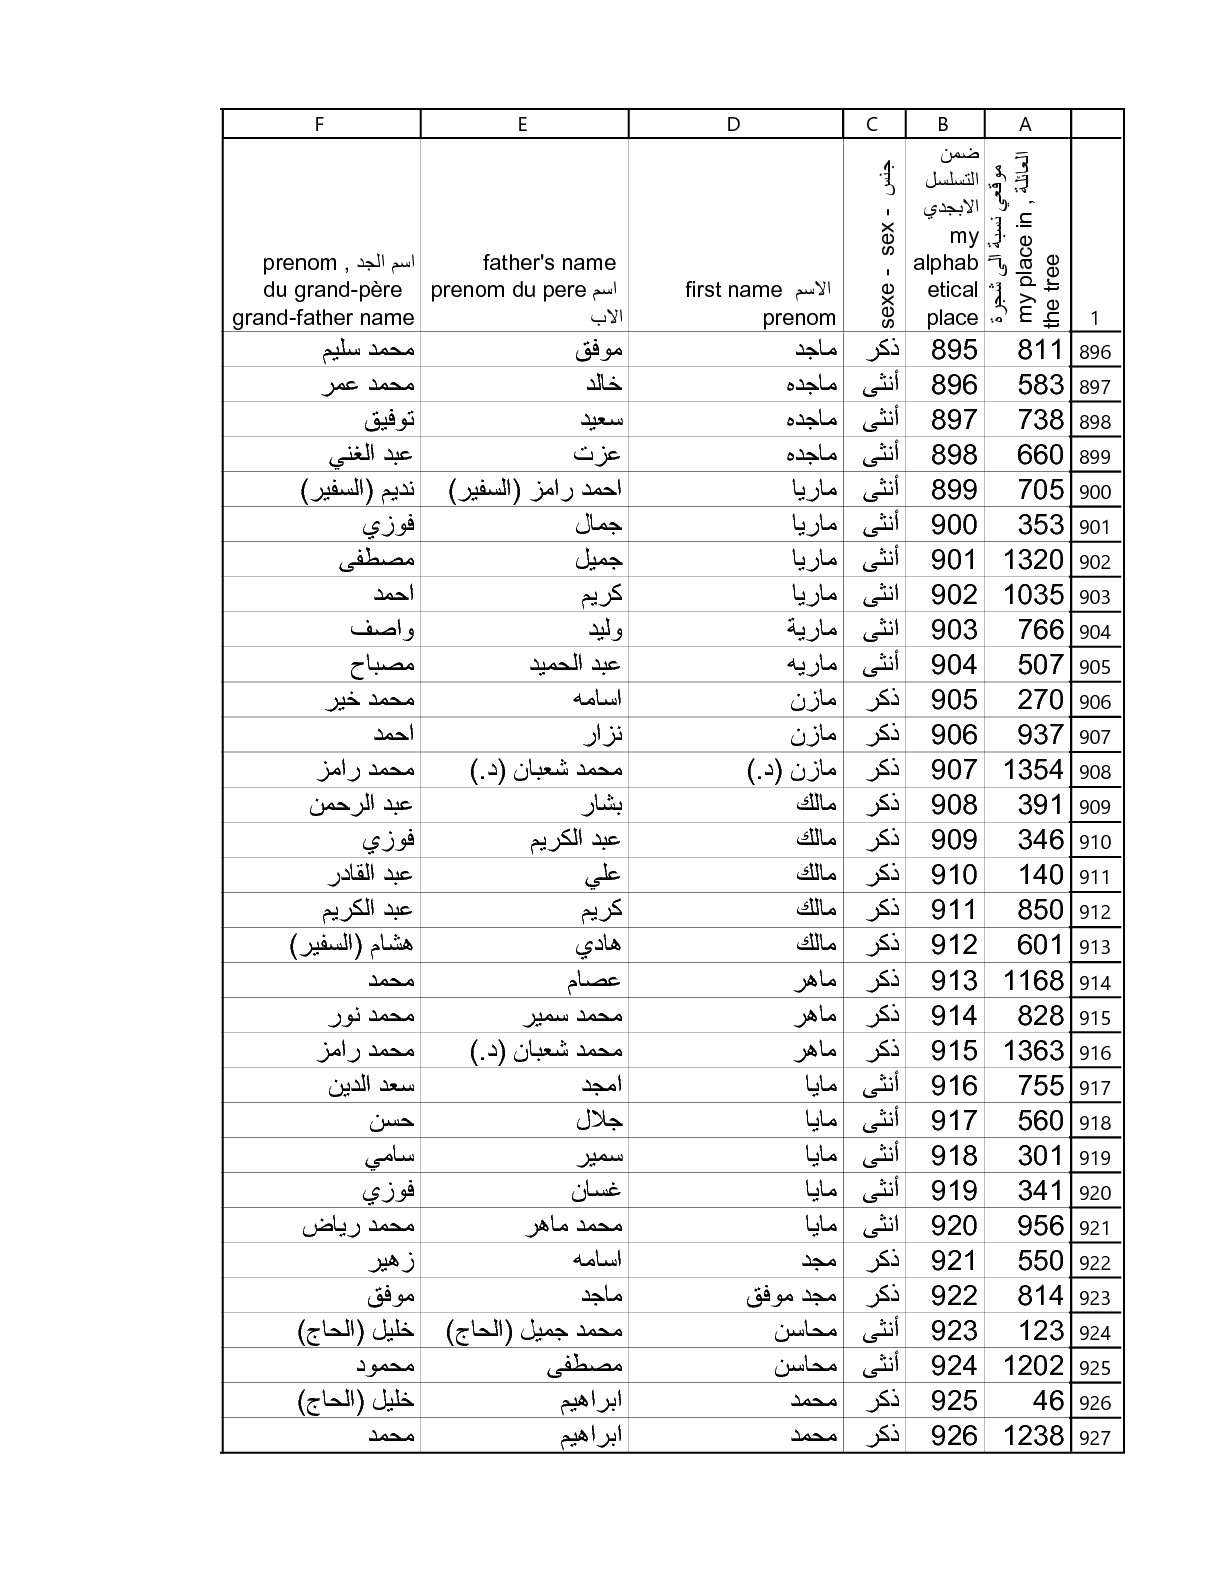 A B C D E F
1
موقعي نسبة الى شجرة
العائلة , my place in
the tree
ضمن
التسلسل
الابجدي
my
alphab
etical
place
sexe - sex - جنس
first name الاسم
prenom
father's name
prenom du pere اسم
الاب
prenom , اسم الجد
du grand-père
grand-father name
896 811 895 ذكر ماجد موفق محمد سليم
897 583 896 أنثى ماجده خالد محمد عمر
898 738 897 أنثى ماجده سعيد توفيق
899 660 898 أنثى ماجده عزت عبد الغني
900 705 899 أنثى ماريا احمد رامز (السفير) نديم (السفير)
901 353 900 أنثى ماريا جمال فوزي
902 1320 901 أنثى ماريا جميل مصطفى
903 1035 902 انثى ماريا كريم احمد
904 766 903 انثى مارية وليد واصف
905 507 904 أنثى ماريه عبد الحميد مصباح
906 270 905 ذكر مازن اسامه محمد خير
907 937 906 ذكر مازن نزار احمد
908 1354 907 ذكر مازن (د.) محمد شعبان (د.) محمد رامز
909 391 908 ذكر مالك بشار عبد الرحمن
910 346 909 ذكر مالك عبد الكريم فوزي
911 140 910 ذكر مالك علي عبد القادر
912 850 911 ذكر مالك كريم عبد الكريم
913 601 912 ذكر مالك هادي هشام (السفير)
914 1168 913 ذكر ماهر عصام محمد
915 828 914 ذكر ماهر محمد سمير محمد نور
916 1363 915 ذكر ماهر محمد شعبان (د.) محمد رامز
917 755 916 أنثى مايا امجد سعد الدين
918 560 917 أنثى مايا جلال حسن
919 301 918 أنثى مايا سمير سامي
920 341 919 أنثى مايا غسان فوزي
921 956 920 انثى مايا محمد ماهر محمد رياض
922 550 921 ذكر مجد اسامه زهير
923 814 922 ذكر مجد موفق ماجد موفق
924 123 923 أنثى محاسن محمد جميل (الحاج) خليل (الحاج)
925 1202 924 أنثى محاسن مصطفى محمود
926 46 925 ذكر محمد ابراهيم خليل (الحاج)
927 1238 926 ذكر محمد ابراهيم محمد